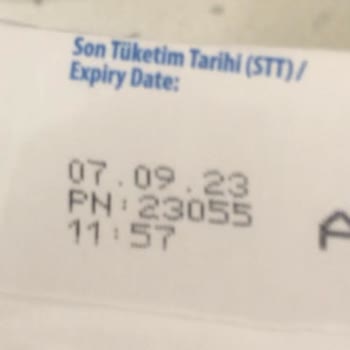 Son Tüketim Tarihi (STT) /
Expiry Date:
07.09.23
PN:23055
11:57
A